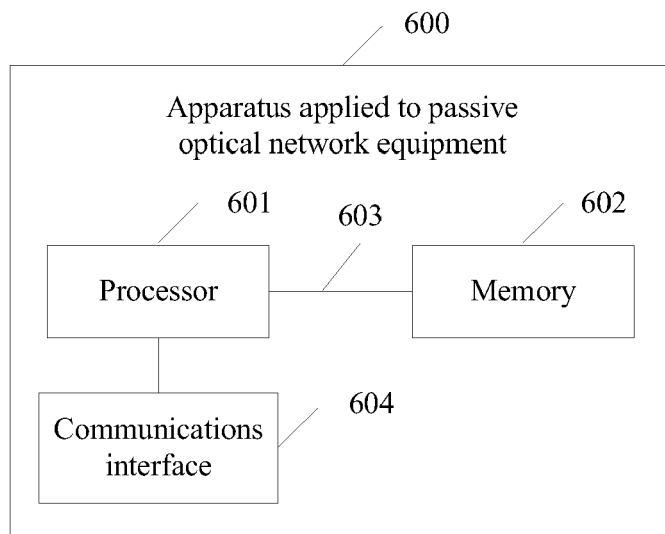 600
Apparatus applied to passive
optical network equipment
601
603
602
Processor
Memory
604
Communications
interface